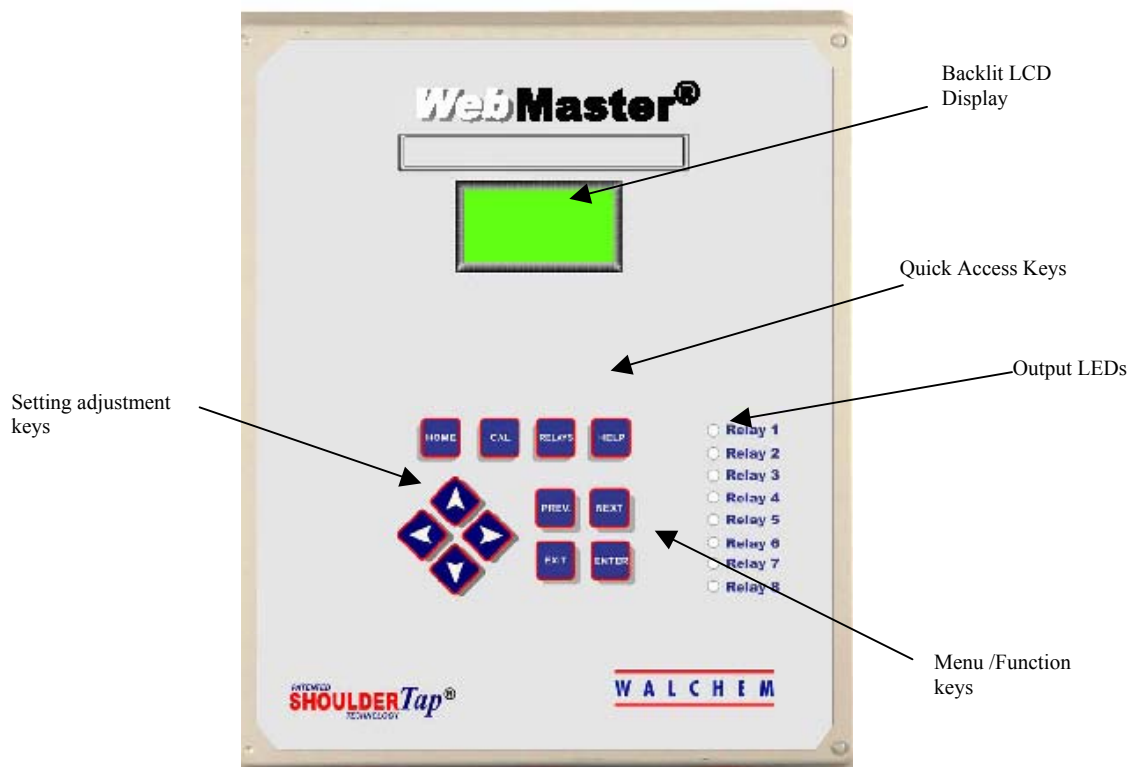 Backlit LCD
Display
WebMaster®
Quick Access Keys
Output LEDs
Setting adjustment
keys
HOME CAL RELAYS HELP
PREV. NEXT
EXIT ENTER
Relay 1
Relay 2
Relay 3
Relay 4
Relay 5
Relay 6
Relay 7
Relay 8
Menu /Function
keys
PATENTED
SHOULDERTap®
TECHNOLOGY
WALCHEM